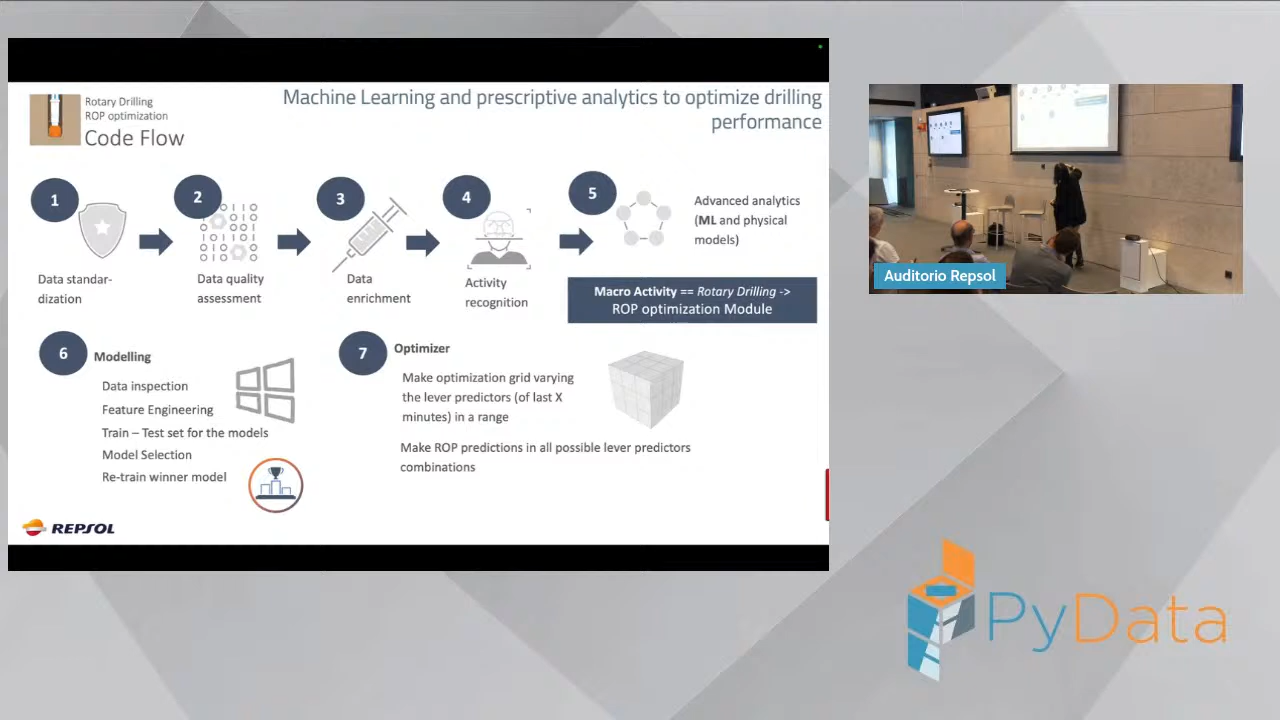 Rotary Drilling
ROP optimization
Code Flow
Machine Learning and prescriptive analytics to optimize drilling
performance
1
Data standar-
dization
2
Data quality
assessment
3
Data
enrichment
4
Activity
recognition
5
Advanced analytics
(ML and physical
models)
Macro Activity == Rotary Drilling ->
ROP optimization Module
6
Modelling
Data inspection
Feature Engineering
Train – Test set for the models
Model Selection
Re-train winner model
7
Optimizer
Make optimization grid varying
the lever predictors (of last X
minutes) in a range
Make ROP predictions in all possible lever predictors
combinations
REPSOL
Auditorio Repsol
PyData